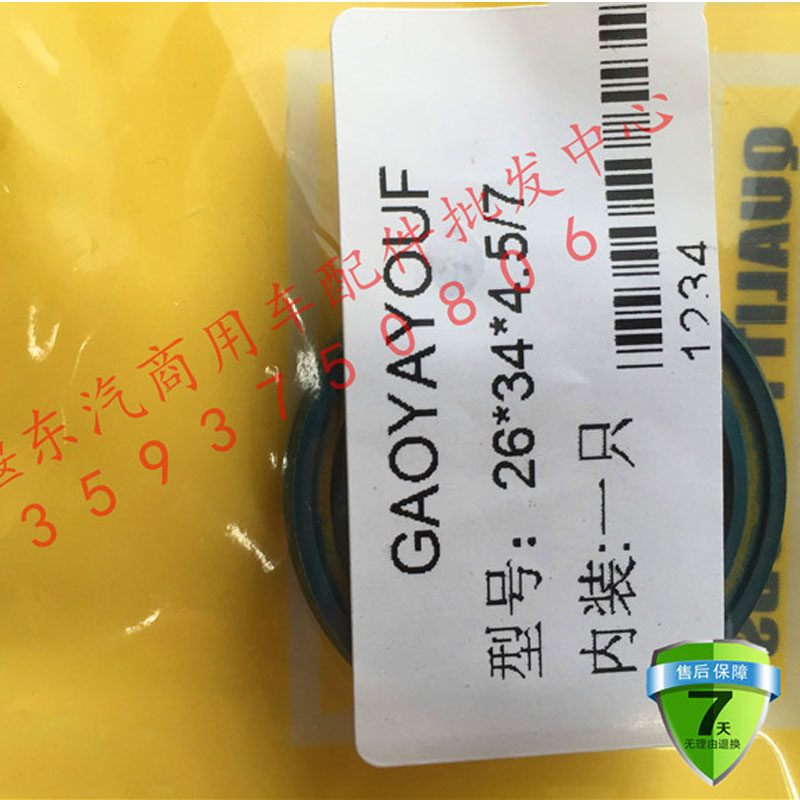 GAOYAYOUF
型号: 26*34*4.5/7
内装:一只
1234
QUALITY
东汽商用车配件批发中心
3593750806
售后保障
7天
无理由退换